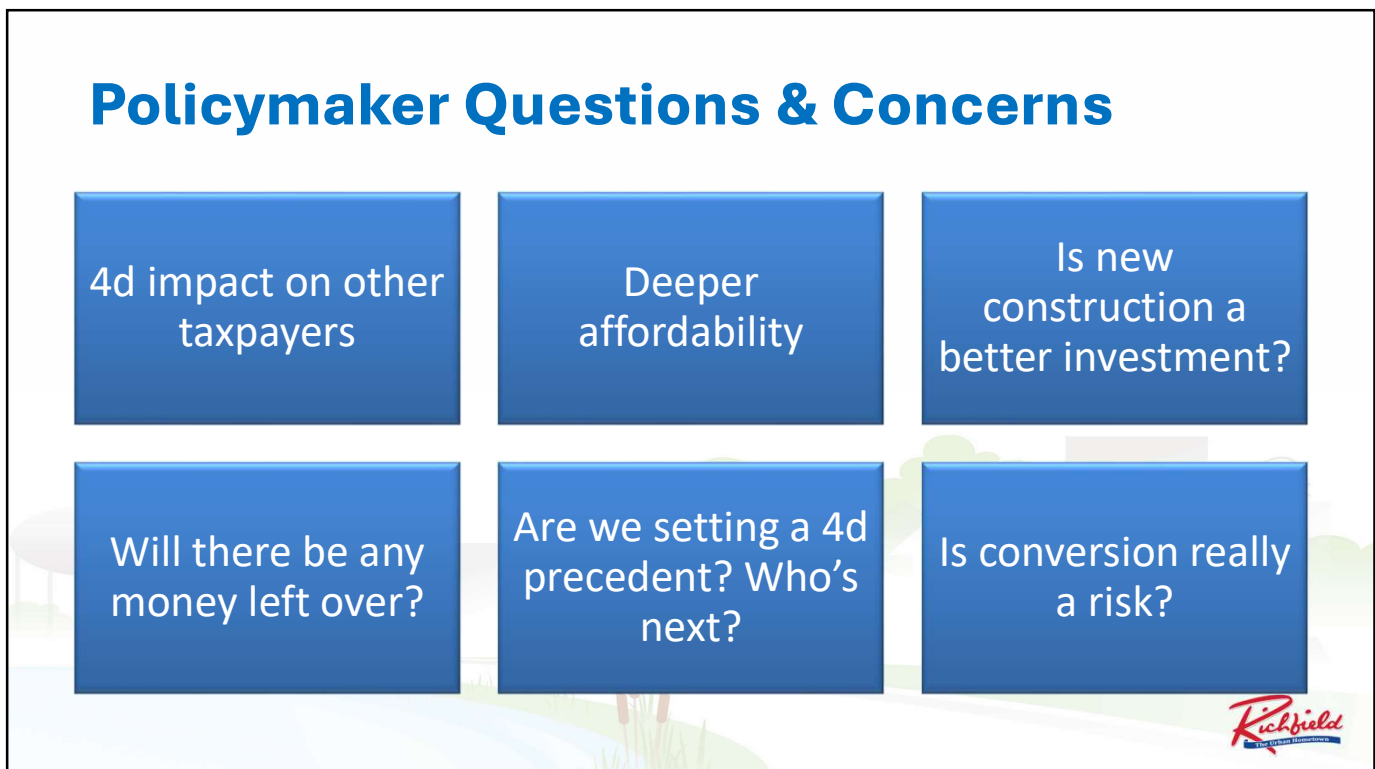 Policymaker Questions & Concerns
4d impact on other
taxpayers
Deeper
affordability
Is new
construction a
better investment?
Will there be any
money left over?
Are we setting a 4d
precedent? Who’s
next?
Is conversion really
a risk?
Richfield
The Urban Hometown